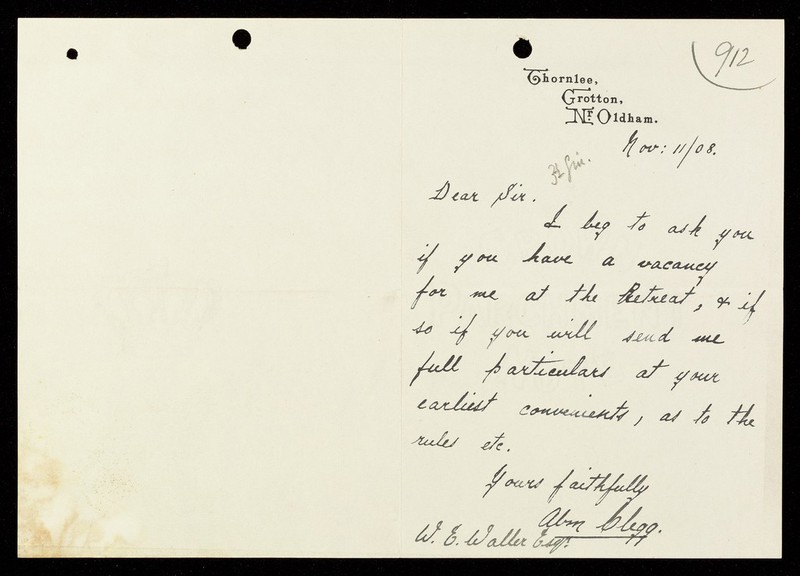 912
Thornlee,
Grotton,
Nr Oldham.
Nov: 11/08.
Dear Sir.
I beg to ask you
if you have a vacancy
for me at the Retreat, & if
so if you will send me
full particulars at your
earliest convenients, as to the
rules etc.
Yours faithfully
Abm Clegg.
W. E. Waller Esqr.